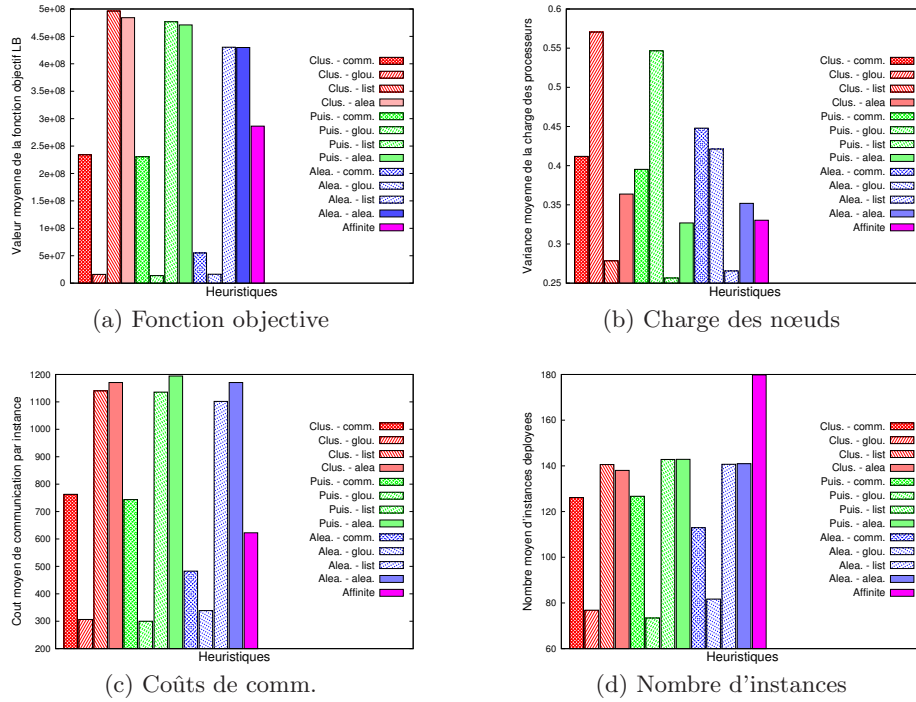 Valeur moyenne de la fonction objectif LB
5e+08
4.5e+08
4e+08
3.5e+08
3e+08
2.5e+08
2e+08
1.5e+08
1e+08
5e+07
0
Clus. - comm.
Clus. - glou.
Clus. - list
Clus. - alea
Puis. - comm.
Puis. - glou.
Puis. - list
Puis. - alea.
Alea. - comm.
Alea. - glou.
Alea. - list
Alea. - alea.
Affinite
Heuristiques
(a) Fonction objective
Variance moyenne de la charge des processeurs
0.6
0.55
0.5
0.45
0.4
0.35
0.3
0.25
Clus. - comm.
Clus. - glou.
Clus. - list
Clus. - alea
Puis. - comm.
Puis. - glou.
Puis. - list
Puis. - alea.
Alea. - comm.
Alea. - glou.
Alea. - list
Alea. - alea.
Affinite
Heuristiques
(b) Charge des nœuds
Cout moyen de communication par instance
1200
1100
1000
900
800
700
600
500
400
300
200
Clus. - comm.
Clus. - glou.
Clus. - list
Clus. - alea
Puis. - comm.
Puis. - glou.
Puis. - list
Puis. - alea.
Alea. - comm.
Alea. - glou.
Alea. - list
Alea. - alea.
Affinite
Heuristiques
(c) Coûts de comm.
Nombre moyen d'instances deployees
180
160
140
120
100
80
60
Clus. - comm.
Clus. - glou.
Clus. - list
Clus. - alea
Puis. - comm.
Puis. - glou.
Puis. - list
Puis. - alea.
Alea. - comm.
Alea. - glou.
Alea. - list
Alea. - alea.
Affinite
Heuristiques
(d) Nombre d'instances